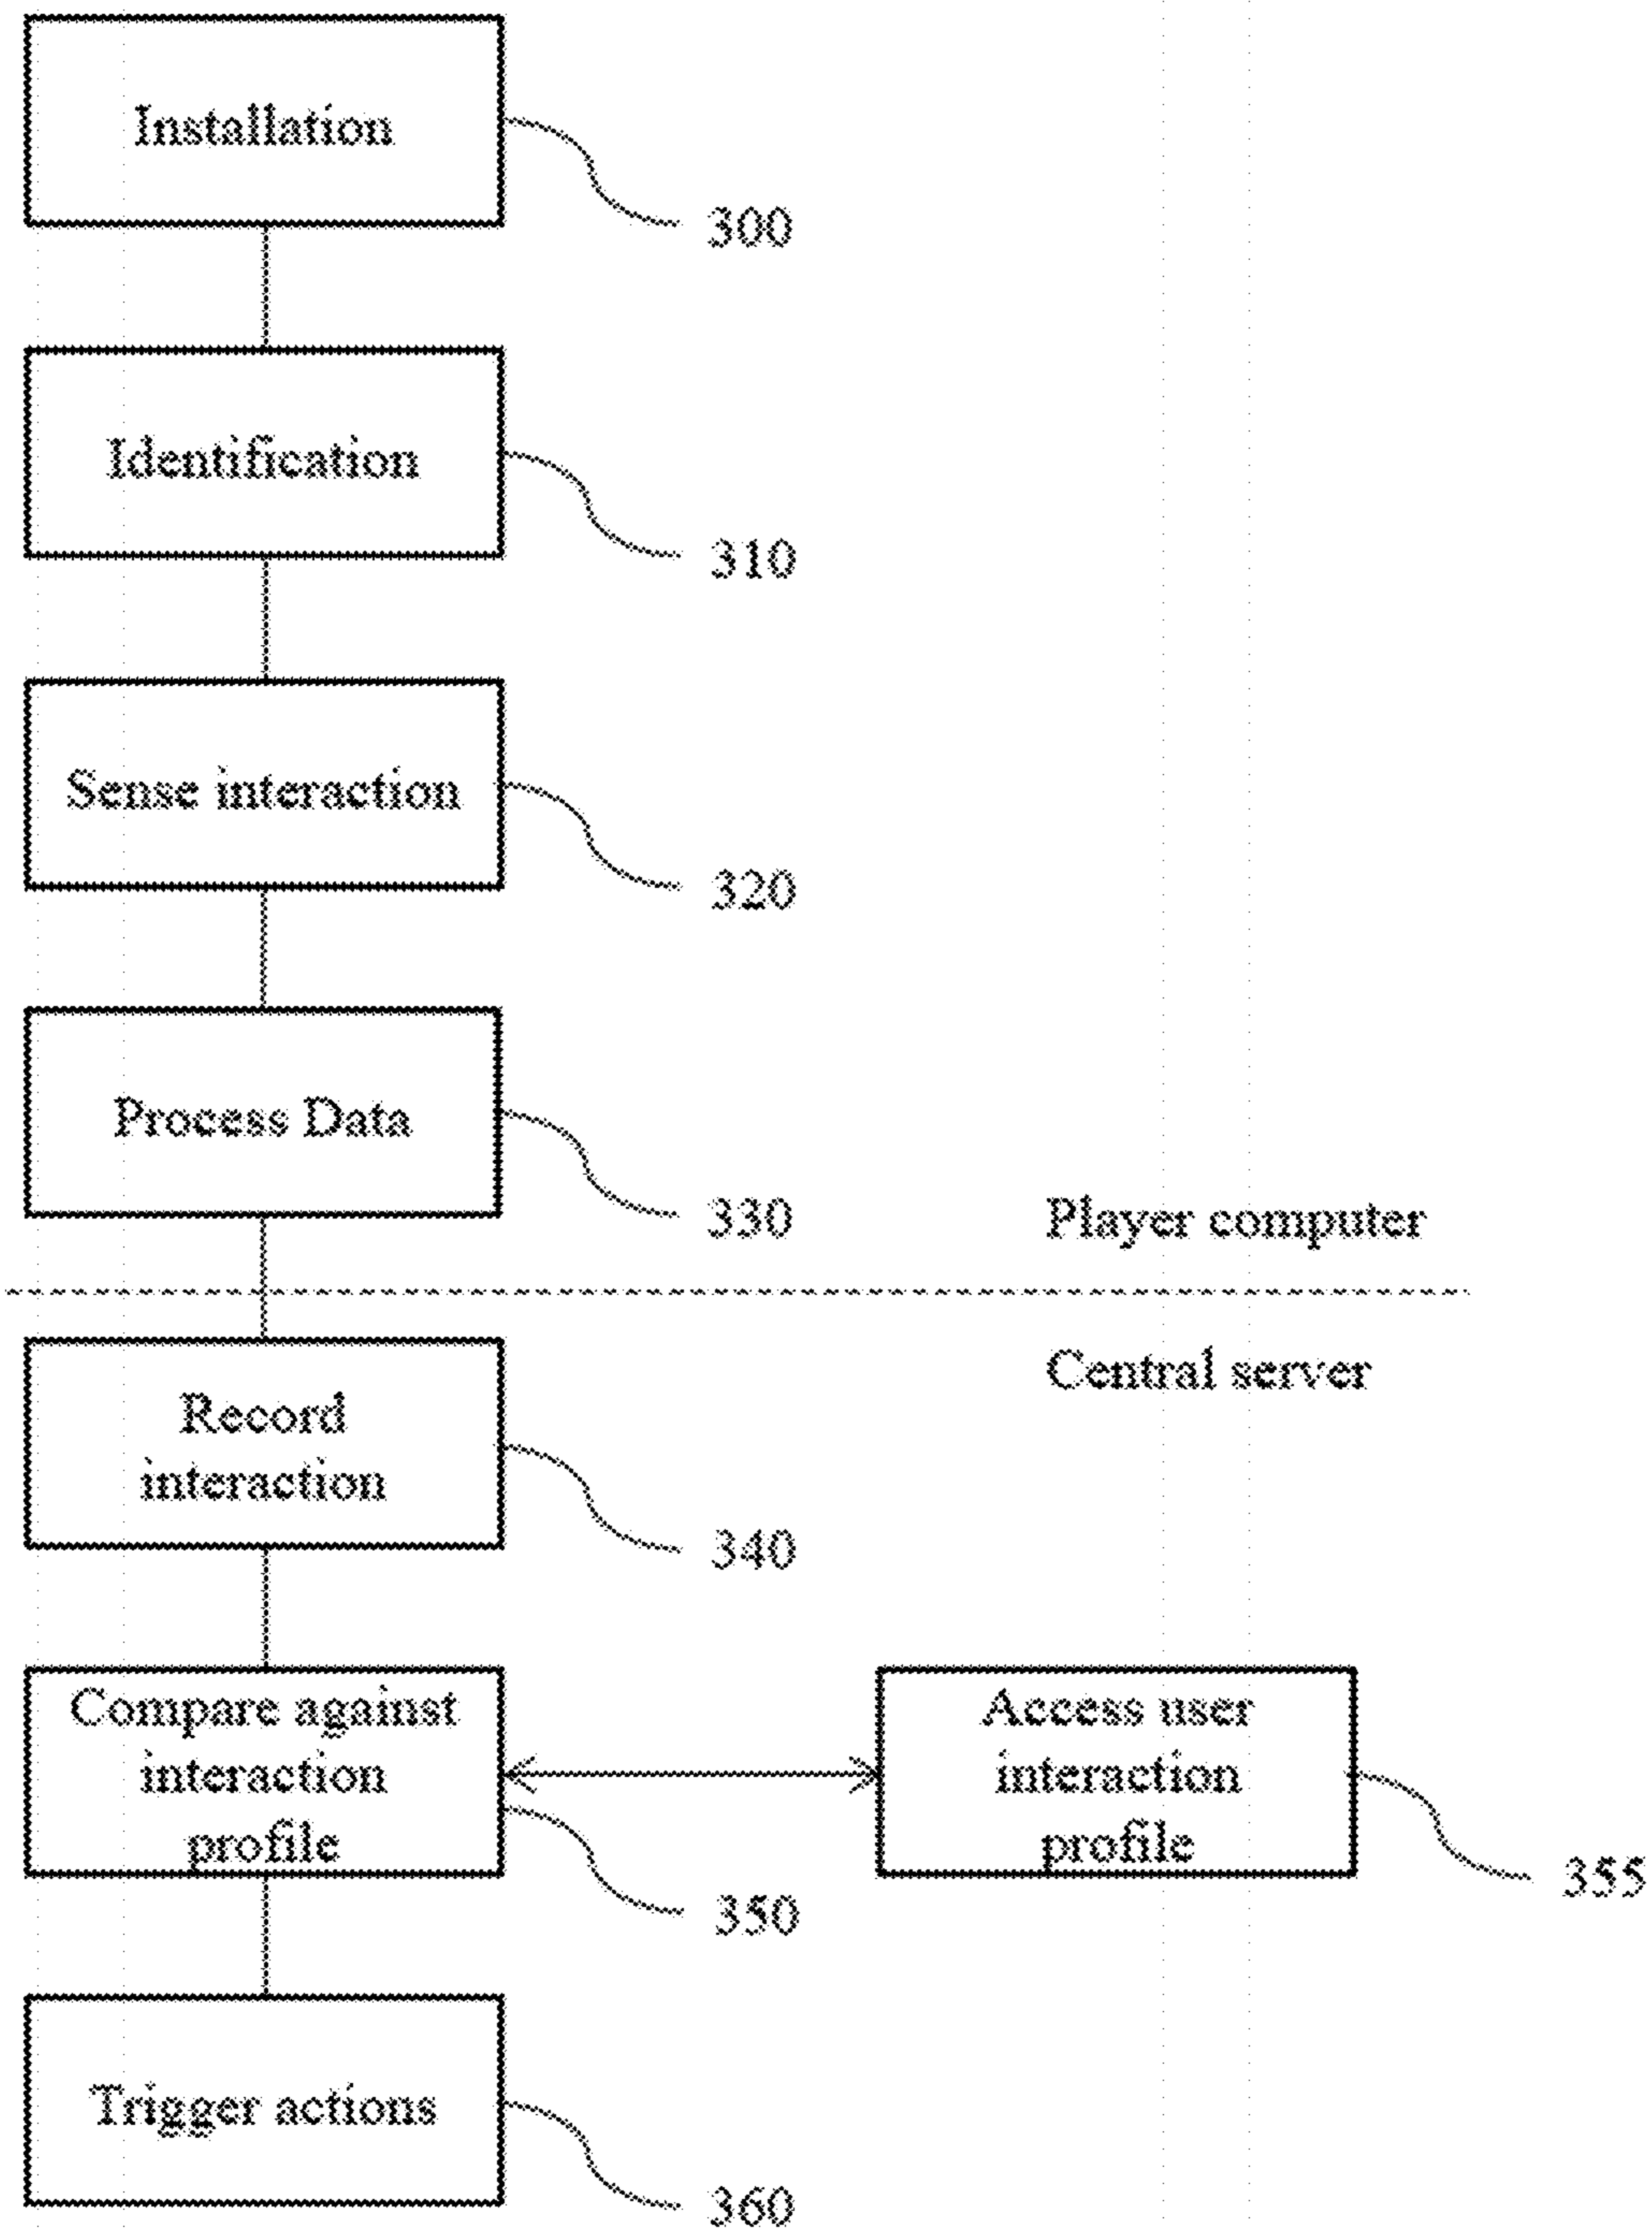 Installation
300
Identification
310
Sense interaction
320
Process Data
330
Player computer
Central server
Record
interaction
340
Compare against
interaction
profile
350
Access user
interaction
profile
355
Trigger actions
360